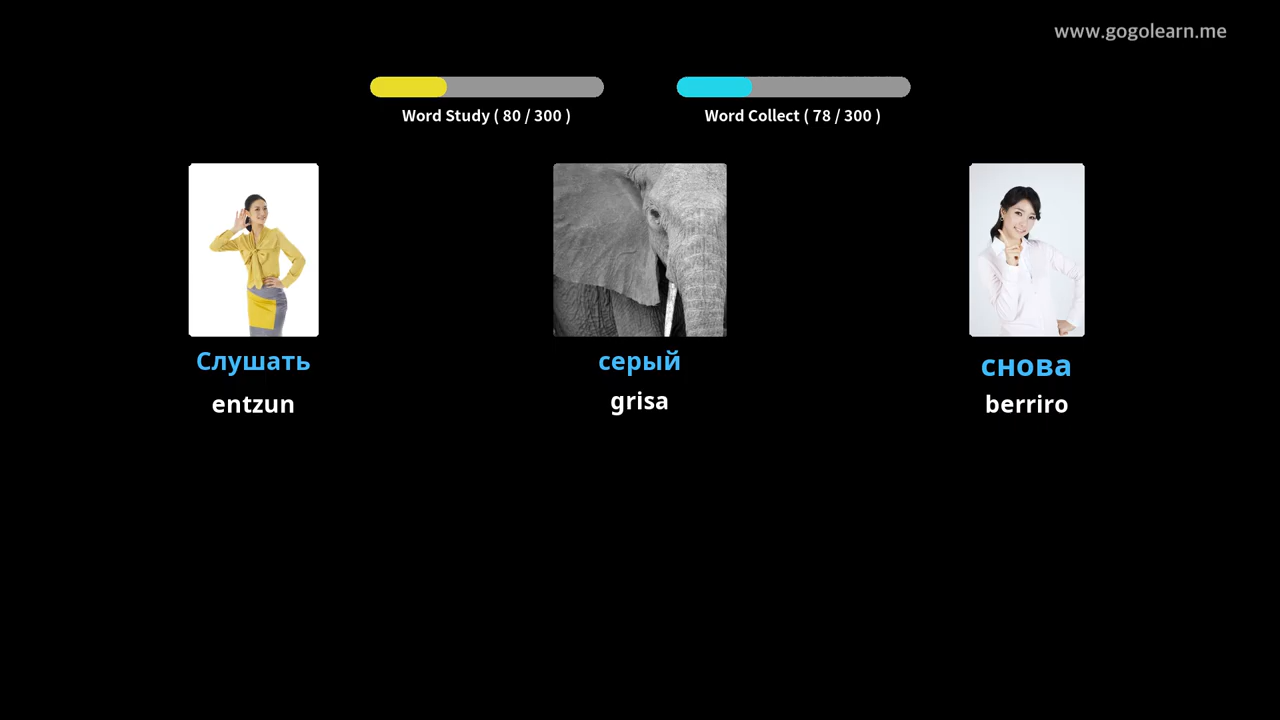 www.gogolearn.me
Word Study ( 80 / 300 )
Word Collect ( 78 / 300 )
Слушать
серый
снова
entzun
grisa
berriro